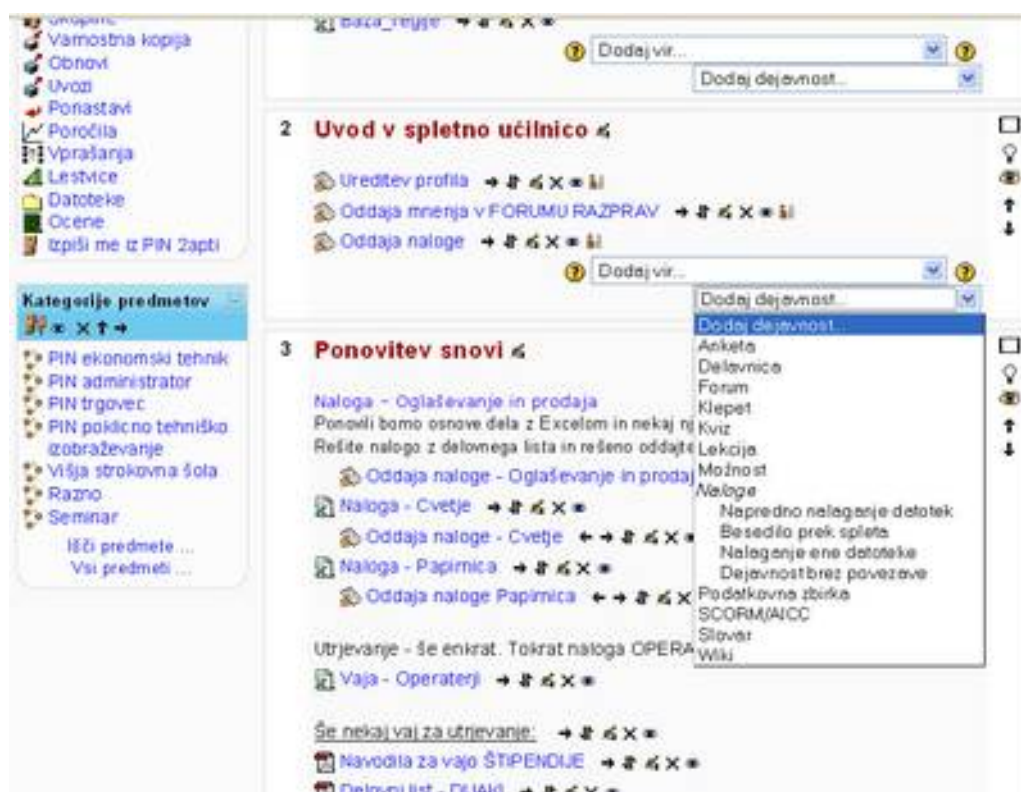 Skupine
Varnostna kopija
Obnovi
Uvozi
Ponastavi
Poročila
Vprašanja
Lestvice
Datoteke
Ocene
Izpiši me iz PIN 2apti
Kategorije predmetov
PIN ekonomski tehnik
PIN administrator
PIN trgovec
PIN poklicno tehniško
izobraževanje
Višja strokovna šola
Razno
Seminar
Išči predmete ...
Vsi predmeti ...
Dodaj vir...
Dodaj dejavnost...
2 Uvod v spletno učilnico
Ureditev profila
Oddaja mnenja v FORUMU RAZPRAV
Oddaja naloge
Dodaj vir...
Dodaj dejavnost...
Dodaj dejavnost...
Anketa
Delavnica
Forum
Klepet
Kviz
Lekcija
Možnost
Naloge
Napredno nalaganje datotek
Besedilo prek spleta
Nalaganje ene datoteke
Dejavnost brez povezave
Podatkovna zbirka
SCORM/AICC
Slovar
Wiki
3 Ponovitev snovi
Naloga - Oglaševanje in prodaja
Ponovili bomo osnove dela z Excelom in nekaj nj
Rešite nalogo z delovnega lista in rešeno oddajte
Oddaja naloge - Oglaševanje in prodaj
Naloga - Cvetje
Oddaja naloge - Cvetje
Naloga - Papirnica
Oddaja naloge Papirnica
Utrjevanje - še enkrat. Tokrat naloga OPERA
Vaja - Operaterji
Še nekaj vaj za utrjevanje:
Navodila za vajo ŠTIPENDIJE
Delovni list - DIJAKI